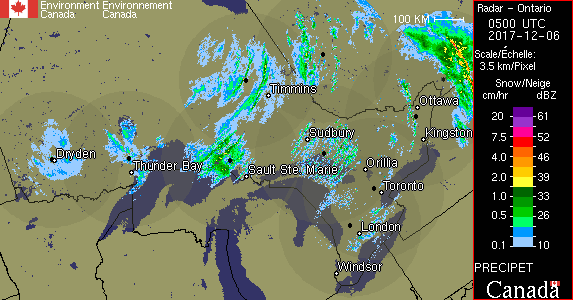 Environment Environnement
Canada Canada
100 KM
Radar - Ontario
0500 UTC
2017-12-06
Scale/Échelle:
3.5 km/Pixel
Snow/Neige
cm/hr dBZ
20 61
7.5 52
4.0 46
2.0 39
1.0 33
0.5 26
0.1 10
PRECIPET
Canada
Timmins
Ottawa
Sudbury
Kingston
Dryden
Thunder Bay
Sault Ste. Marie
Orillia
Toronto
London
Windsor